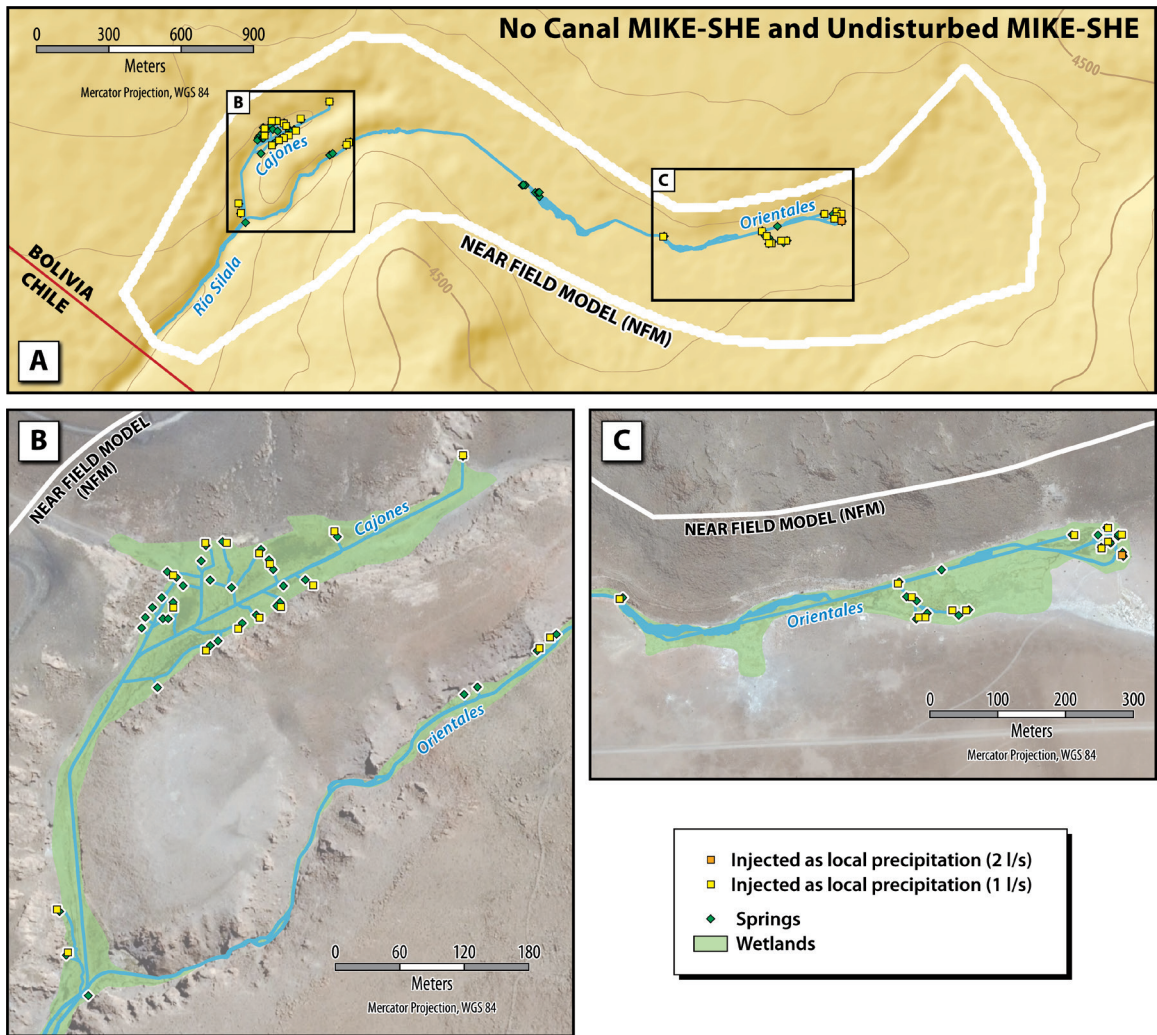 No Canal MIKE-SHE and Undisturbed MIKE-SHE
0 300 600 900
Meters
Mercator Projection, WGS 84
4500
B
Cajones
C
Orientales
BOLIVIA
CHILE
Río Silala
4500
NEAR FIELD MODEL (NFM)
A
B
NEAR FIELD MODEL
(NFM)
Cajones
Orientales
0 60 120 180
Meters
Mercator Projection, WGS 84
C
NEAR FIELD MODEL (NFM)
Orientales
0 100 200 300
Meters
Mercator Projection, WGS 84
Injected as local precipitation (2 l/s)
Injected as local precipitation (1 l/s)
Springs
Wetlands